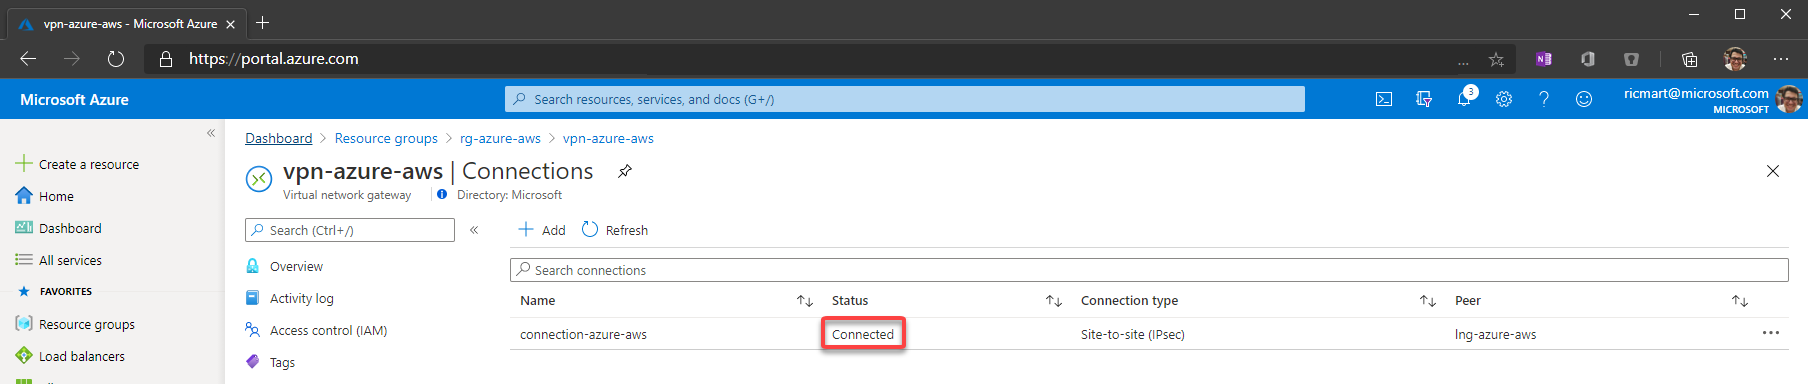 vpn-azure-aws - Microsoft Azure
https://portal.azure.com
Microsoft Azure
Search resources, services, and docs (G+/)
3
ricmart@microsoft.com
MICROSOFT
Dashboard > Resource groups > rg-azure-aws > vpn-azure-aws
vpn-azure-aws | Connections
Virtual network gateway
Directory: Microsoft
Create a resource
Home
Dashboard
All services
FAVORITES
Resource groups
Load balancers
Search (Ctrl+/)
Overview
Activity log
Access control (IAM)
Tags
Add Refresh
Search connections
Name Status Connection type Peer
connection-azure-aws Connected Site-to-site (IPsec) lng-azure-aws